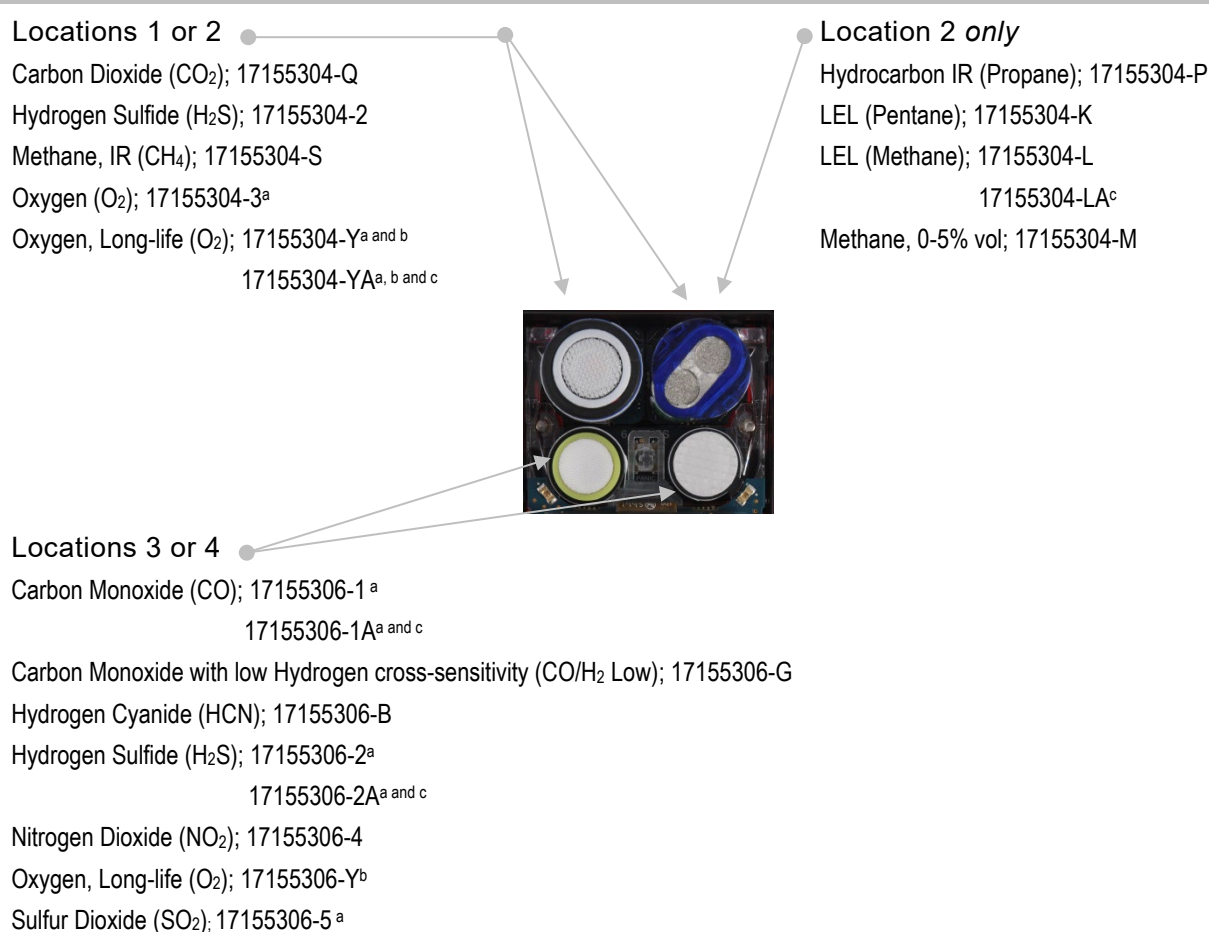 Locations 1 or 2
Carbon Dioxide (CO₂); 17155304-Q
Hydrogen Sulfide (H₂S); 17155304-2
Methane, IR (CH₄); 17155304-S
Oxygen (O₂); 17155304-3ᵃ
Oxygen, Long-life (O₂); 17155304-Yᵃ ᵃⁿᵈ ᵇ
17155304-YAᵃ, ᵇ ᵃⁿᵈ ᶜ
Location 2 only
Hydrocarbon IR (Propane); 17155304-P
LEL (Pentane); 17155304-K
LEL (Methane); 17155304-L
17155304-LAᶜ
Methane, 0-5% vol; 17155304-M
Locations 3 or 4
Carbon Monoxide (CO); 17155306-1 ᵃ
17155306-1Aᵃ ᵃⁿᵈ ᶜ
Carbon Monoxide with low Hydrogen cross-sensitivity (CO/H₂ Low); 17155306-G
Hydrogen Cyanide (HCN); 17155306-B
Hydrogen Sulfide (H₂S); 17155306-2ᵃ
17155306-2Aᵃ ᵃⁿᵈ ᶜ
Nitrogen Dioxide (NO₂); 17155306-4
Oxygen, Long-life (O₂); 17155306-Yᵇ
Sulfur Dioxide (SO₂); 17155306-5 ᵃ